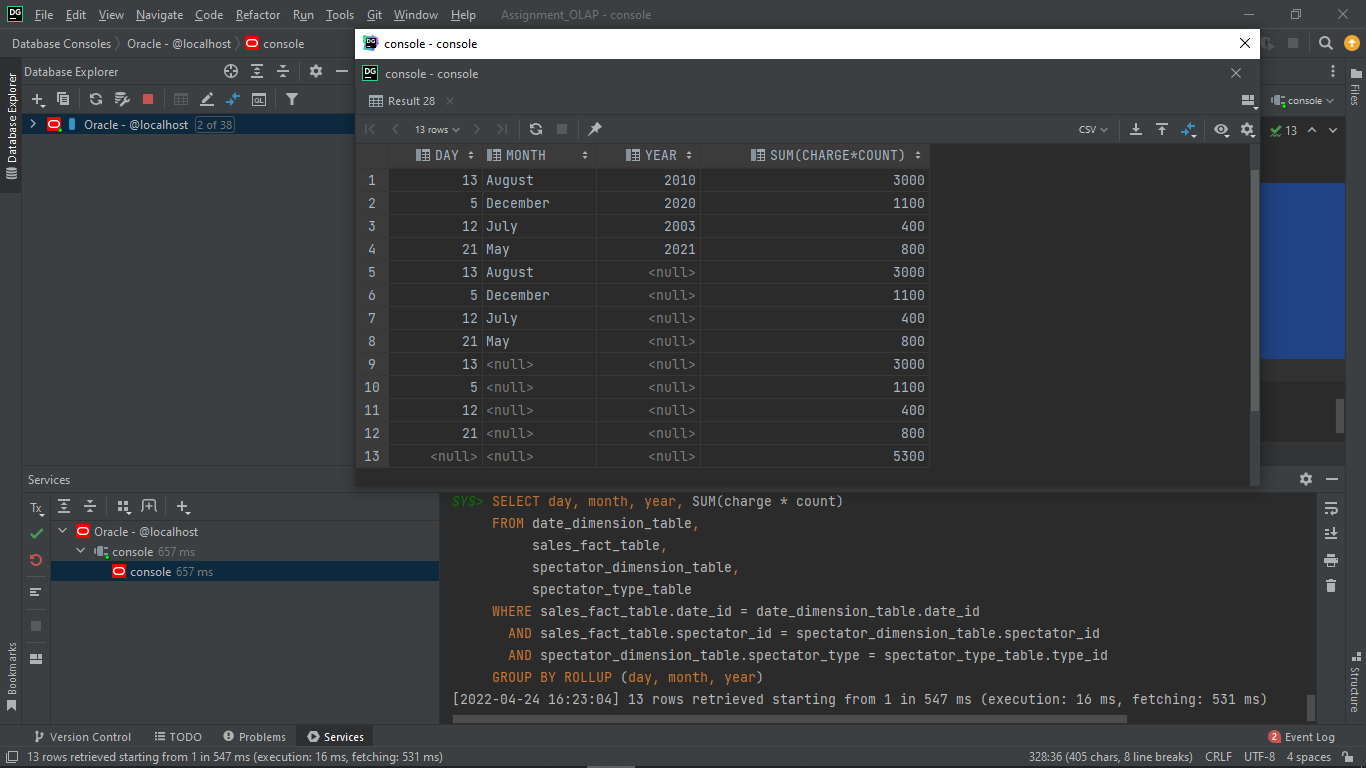 DG File Edit View Navigate Code Refactor Run Tools Git Window Help Assignment_OLAP - console
Database Consoles Oracle - @localhost console
console - console
DG console - console
Database Explorer
Result 28
Files
Database Explorer
QL
13 rows
CSV
console
Oracle - @localhost 2 of 38
13
DAY MONTH YEAR SUM(CHARGE*COUNT)
1 13 August 2010 3000
2 5 December 2020 1100
3 12 July 2003 400
4 21 May 2021 800
5 13 August <null> 3000
6 5 December <null> 1100
7 12 July <null> 400
8 21 May <null> 800
9 13 <null> <null> 3000
10 5 <null> <null> 1100
11 12 <null> <null> 400
12 21 <null> <null> 800
13 <null> <null> <null> 5300
Services
Tx
Oracle - @localhost
console 657 ms
console 657 ms
SYS> SELECT day, month, year, SUM(charge * count)
FROM date_dimension_table,
sales_fact_table,
spectator_dimension_table,
spectator_type_table
WHERE sales_fact_table.date_id = date_dimension_table.date_id
AND sales_fact_table.spectator_id = spectator_dimension_table.spectator_id
AND spectator_dimension_table.spectator_type = spectator_type_table.type_id
GROUP BY ROLLUP (day, month, year)
[2022-04-24 16:23:04] 13 rows retrieved starting from 1 in 547 ms (execution: 16 ms, fetching: 531 ms)
Bookmarks
Structure
Version Control TODO Problems Services 2 Event Log
13 rows retrieved starting from 1 in 547 ms (execution: 16 ms, fetching: 531 ms) 328:36 (405 chars, 8 line breaks) CRLF UTF-8 4 spaces